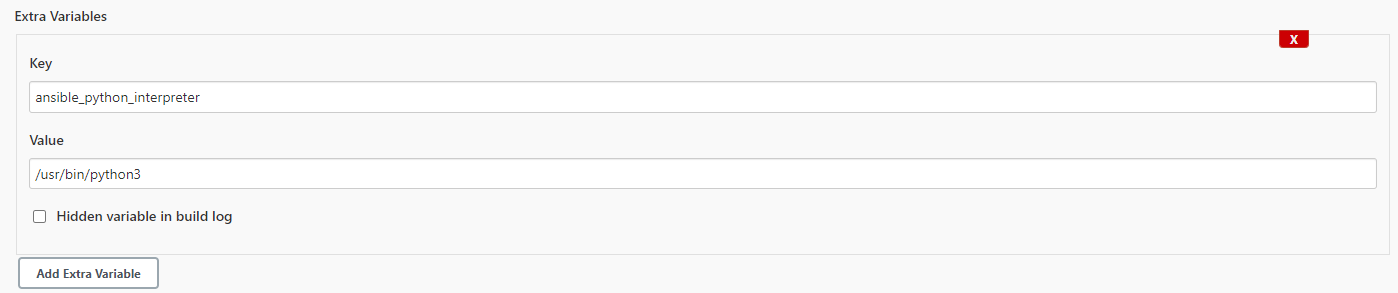 Extra Variables
X
Key
ansible_python_interpreter
Value
/usr/bin/python3
Hidden variable in build log
Add Extra Variable